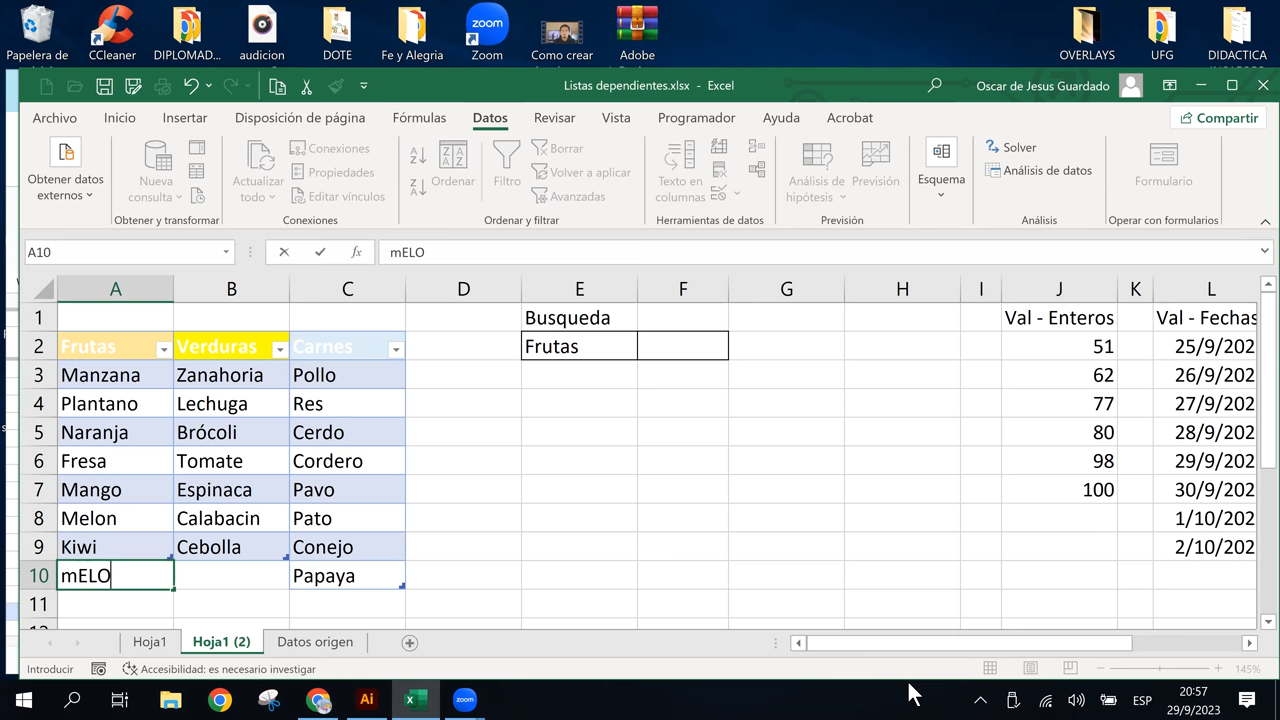 Papelera de
CCleaner
DIPLOMAD...
audicion
DOTE
Fe y Alegria
Zoom
Como crear
Adobe
OVERLAYS
UFG
DIDACTICA
zoom
Listas dependientes.xlsx - Excel
Oscar de Jesus Guardado
Archivo Inicio Insertar Disposición de página Fórmulas Datos Revisar Vista Programador Ayuda Acrobat
Compartir
Obtener datos
externos
Nueva
consulta
Obtener y transformar
Actualizar
todo
Conexiones
Propiedades
Editar vínculos
Conexiones
Ordenar
Filtro
Borrar
Volver a aplicar
Avanzadas
Ordenar y filtrar
Texto en
columnas
Herramientas de datos
Análisis de
hipótesis
Previsión
Previsión
Esquema
Solver
Análisis de datos
Análisis
Formulario
Operar con formularios
A10 fx mELO
A B C D E F G H I J K L
1 Busqueda Val - Enteros Val - Fechas
2 Frutas Verduras Carnes Frutas 51 25/9/202
3 Manzana Zanahoria Pollo 62 26/9/202
4 Plantano Lechuga Res 77 27/9/202
5 Naranja Brócoli Cerdo 80 28/9/202
6 Fresa Tomate Cordero 98 29/9/202
7 Mango Espinaca Pavo 100 30/9/202
8 Melon Calabacin Pato 1/10/202
9 Kiwi Cebolla Conejo 2/10/202
10 mELO Papaya
11
Hoja1 Hoja1 (2) Datos origen
Introducir Accesibilidad: es necesario investigar 145%
Ai
zoom
ESP
20:57
29/9/2023